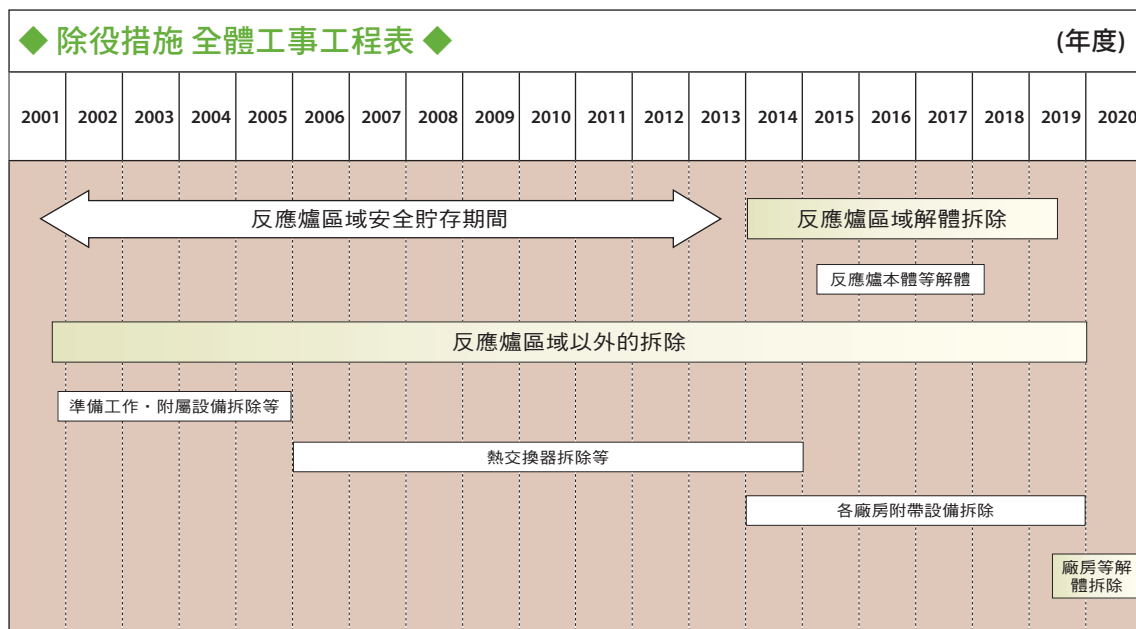 ◆ 除役措施 全體工事工程表 ◆
(年度)
2001 2002 2003 2004 2005 2006 2007 2008 2009 2010 2011 2012 2013 2014 2015 2016 2017 2018 2019 2020
反應爐區域安全貯存期間
反應爐區域解體拆除
反應爐本體等解體
反應爐區域以外的拆除
準備工作・附屬設備拆除等
熱交換器拆除等
各廠房附帶設備拆除
廠房等解
體拆除